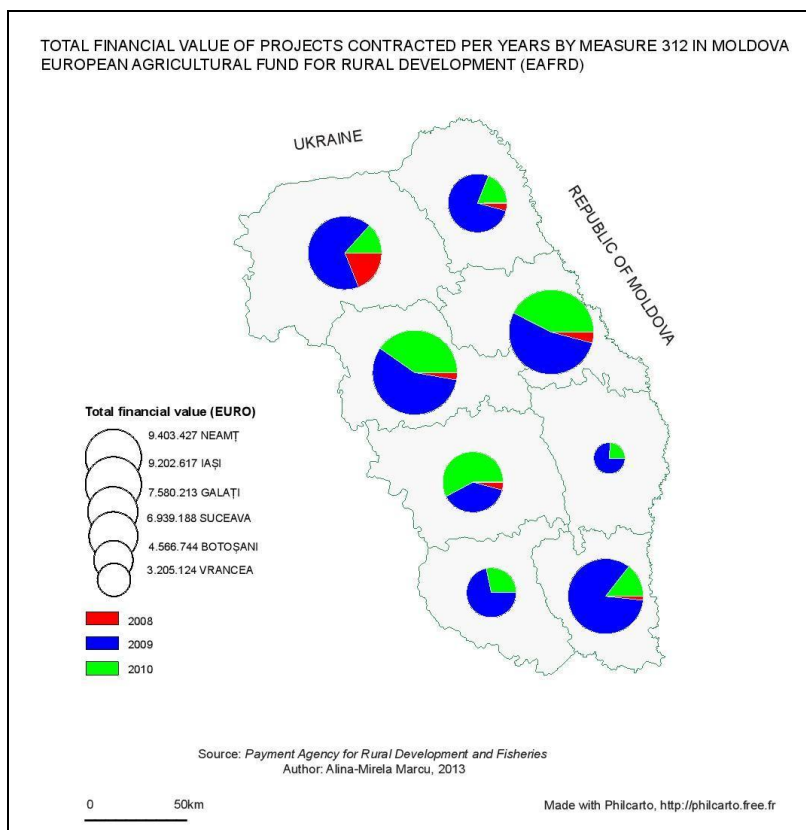 TOTAL FINANCIAL VALUE OF PROJECTS CONTRACTED PER YEARS BY MEASURE 312 IN MOLDOVA
EUROPEAN AGRICULTURAL FUND FOR RURAL DEVELOPMENT (EAFRD)
UKRAINE
REPUBLIC OF MOLDOVA
Total financial value (EURO)
9.403.427 NEAMȚ
9.202.617 IAȘI
7.580.213 GALAȚI
6.939.188 SUCEAVA
4.566.744 BOTOȘANI
3.205.124 VRANCEA
2008
2009
2010
Source: Payment Agency for Rural Development and Fisheries
Author: Alina-Mirela Marcu, 2013
0 50km
Made with Philcarto, http://philcarto.free.fr